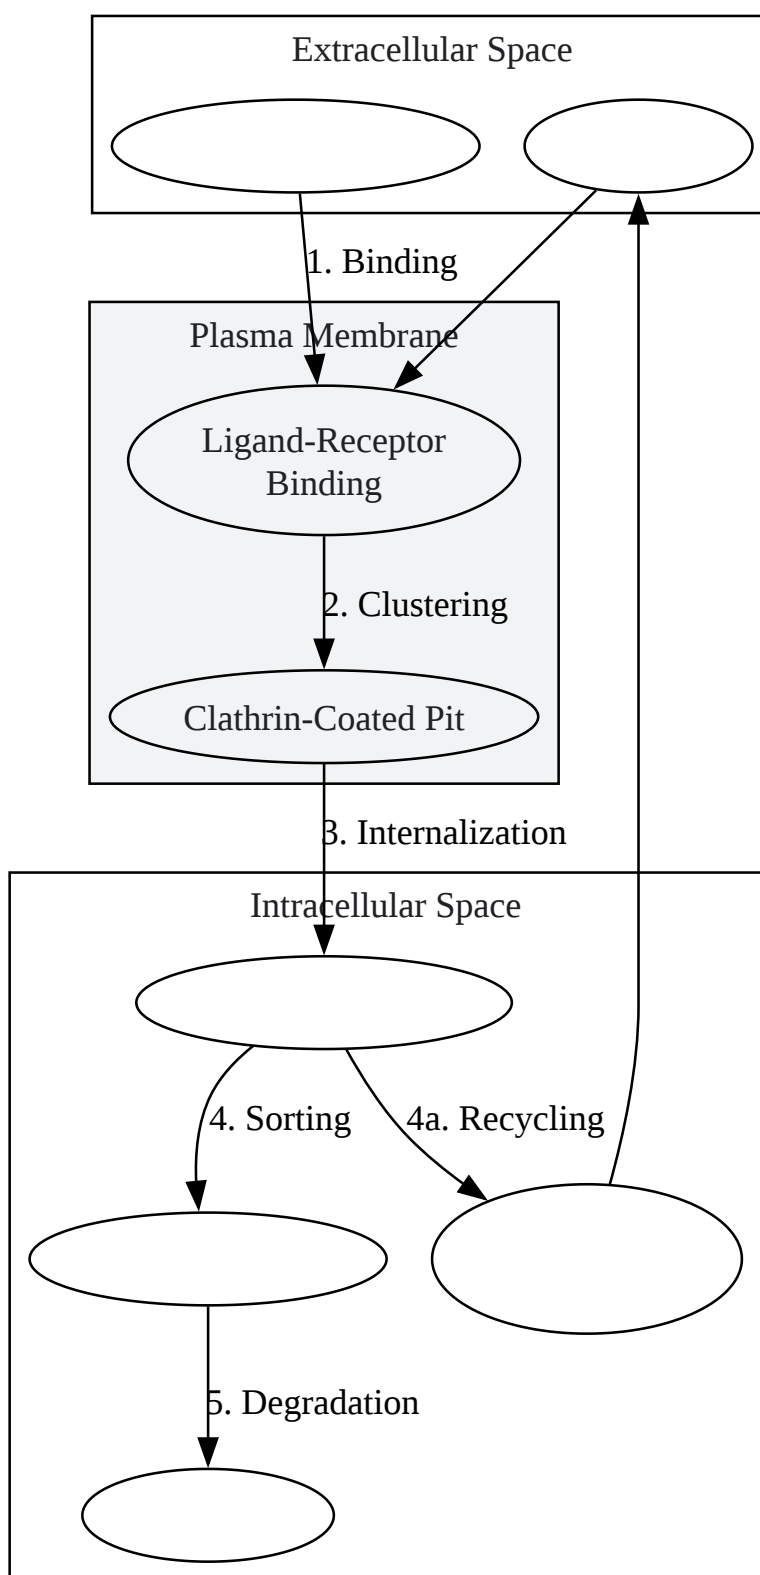 Extracellular Space
1. Binding
Plasma Membrane
Ligand-Receptor
Binding
2. Clustering
Clathrin-Coated Pit
3. Internalization
Intracellular Space
4. Sorting
4a. Recycling
5. Degradation